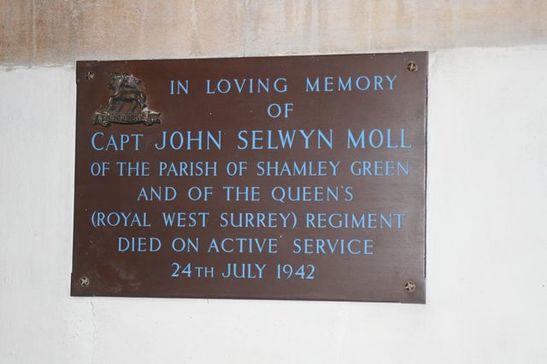 IN LOVING MEMORY
OF
CAPT JOHN SELWYN MOLL
OF THE PARISH OF SHAMLEY GREEN
AND OF THE QUEEN'S
(ROYAL WEST SURREY) REGIMENT
DIED ON ACTIVE SERVICE
24TH JULY 1942